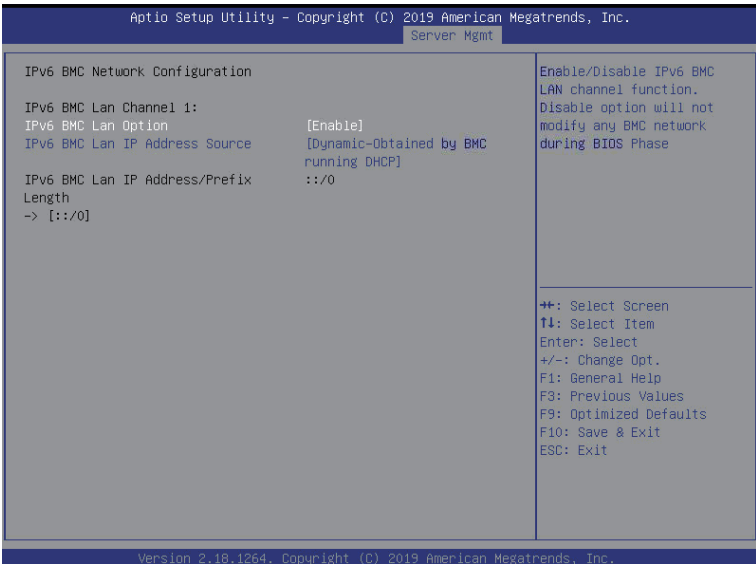 Aptio Setup Utility – Copyright (C) 2019 American Megatrends, Inc.
Server Mgmt
IPv6 BMC Network Configuration
IPv6 BMC Lan Channel 1:
IPv6 BMC Lan Option [Enable]
IPv6 BMC Lan IP Address Source [Dynamic-Obtained by BMC
running DHCP]
IPv6 BMC Lan IP Address/Prefix ::/0
Length
-> [::/0]
Enable/Disable IPv6 BMC
LAN channel function.
Disable option will not
modify any BMC network
during BIOS Phase
→←: Select Screen
↑↓: Select Item
Enter: Select
+/-: Change Opt.
F1: General Help
F3: Previous Values
F9: Optimized Defaults
F10: Save & Exit
ESC: Exit
Version 2.18.1264. Copyright (C) 2019 American Megatrends, Inc.